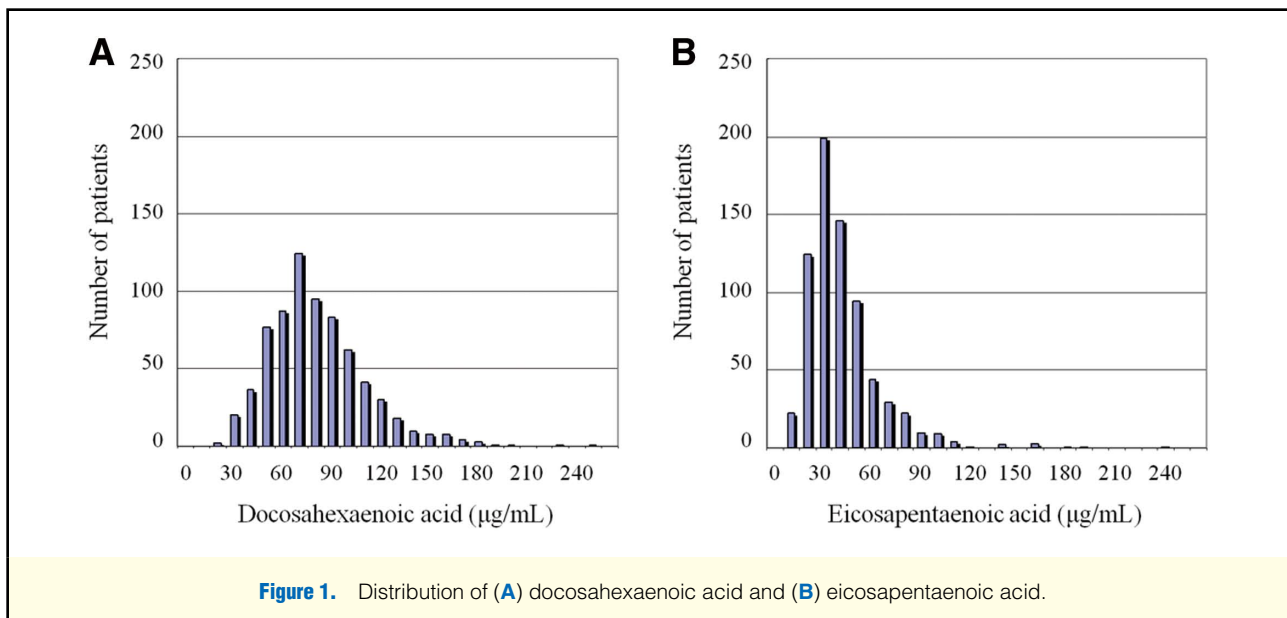 A
250
200
150
100
50
0
Number of patients
0 30 60 90 120 150 180 210 240
Docosahexaenoic acid (μg/mL)
B
250
200
150
100
50
0
Number of patients
0 30 60 90 120 150 180 210 240
Eicosapentaenoic acid (μg/mL)
Figure 1. Distribution of (A) docosahexaenoic acid and (B) eicosapentaenoic acid.